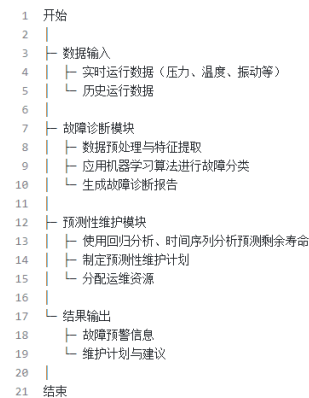 1 开始
2 │
3 ├─ 数据输入
4 │  ├─ 实时运行数据（压力、温度、振动等）
5 │  └─ 历史运行数据
6 │
7 ├─ 故障诊断模块
8 │  ├─ 数据预处理与特征提取
9 │  ├─ 应用机器学习算法进行故障分类
10 │  └─ 生成故障诊断报告
11 │
12 ├─ 预测性维护模块
13 │  ├─ 使用回归分析、时间序列分析预测剩余寿命
14 │  ├─ 制定预测性维护计划
15 │  └─ 分配运维资源
16 │
17 └─ 结果输出
18    ├─ 故障预警信息
19    └─ 维护计划与建议
20 │
21 结束